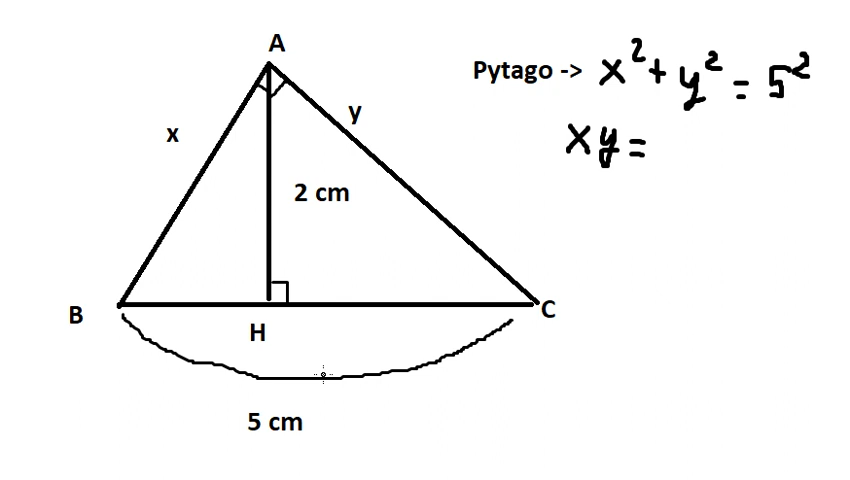 A
Pytago -> x² + y² = 5²
xy =
x
y
2 cm
B
H
C
5 cm